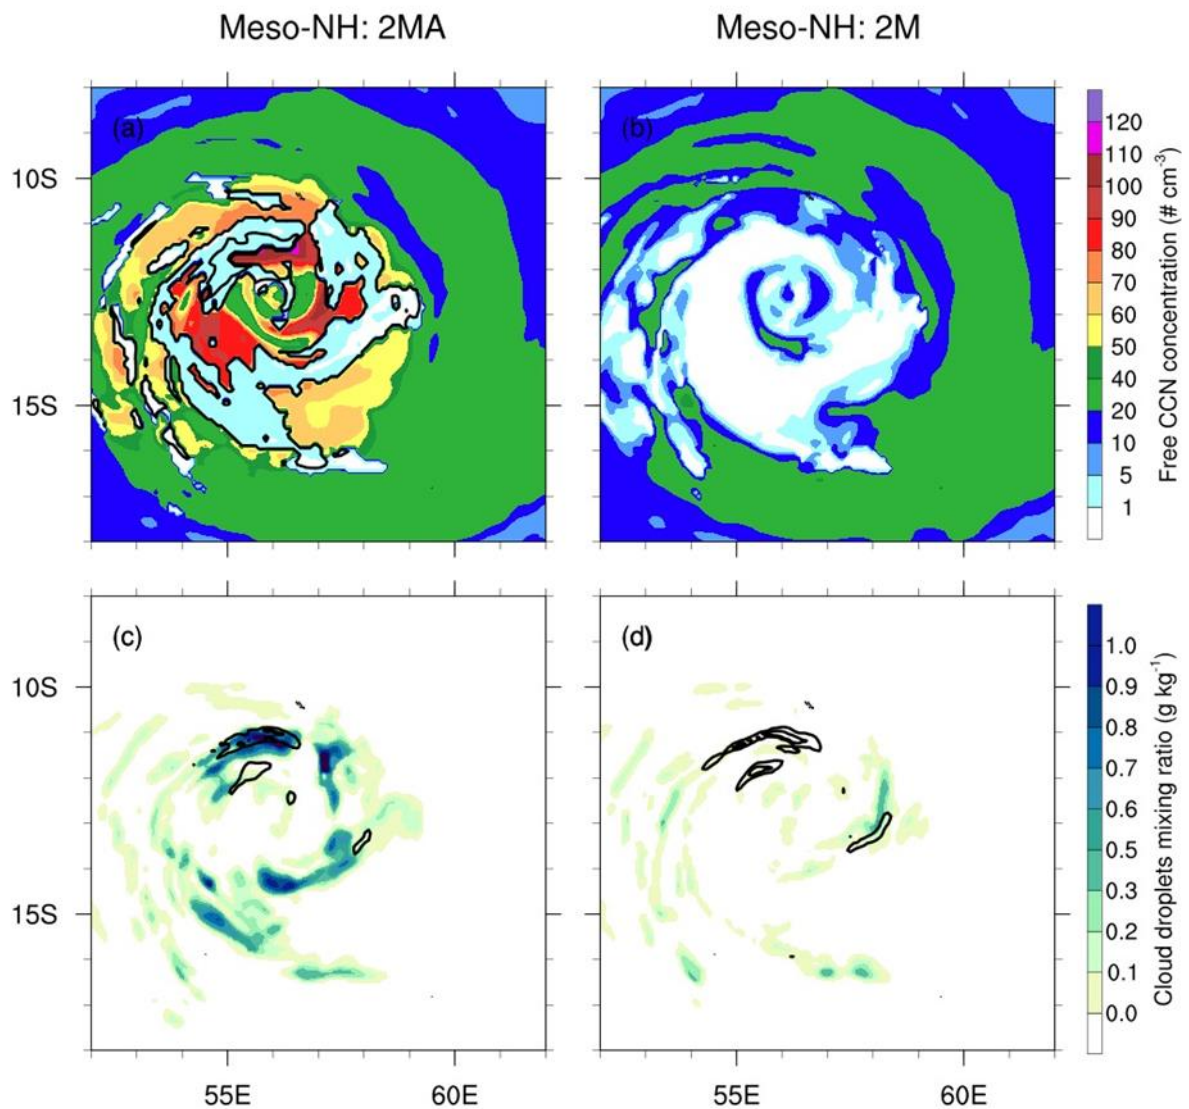 Meso-NH: 2MA
Meso-NH: 2M
(a)
(b)
10S
15S
120
110
100
90
80
70
60
50
40
20
10
5
1
Free CCN concentration (# cm-3)
(c)
(d)
10S
15S
1.0
0.9
0.8
0.7
0.6
0.5
0.3
0.2
0.1
0.0
Cloud droplets mixing ratio (g kg-1)
55E
60E
55E
60E